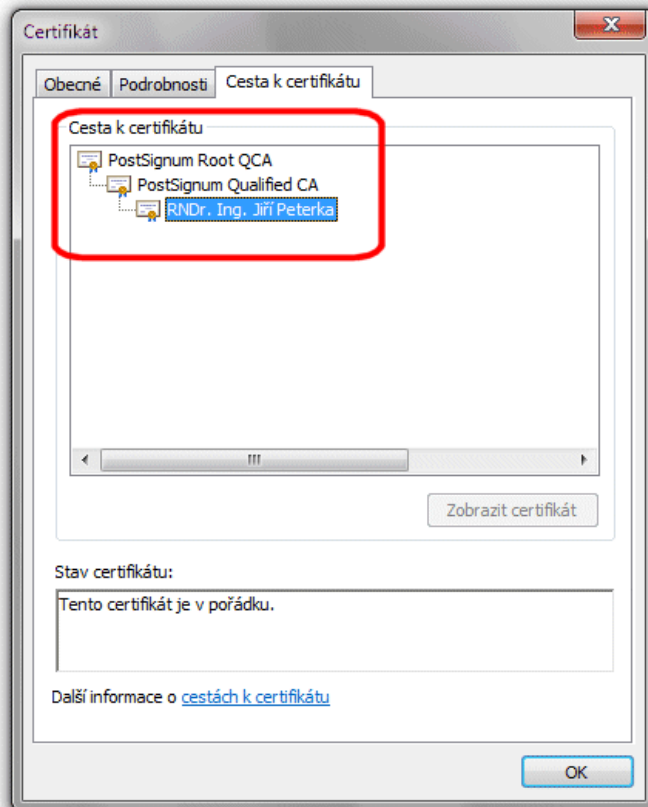 Certifikát
Obecné Podrobnosti Cesta k certifikátu
Cesta k certifikátu
PostSignum Root QCA
PostSignum Qualified CA
RNDr. Ing. Jiří Peterka
Zobrazit certifikát
Stav certifikátu:
Tento certifikát je v pořádku.
Další informace o cestách k certifikátu
OK